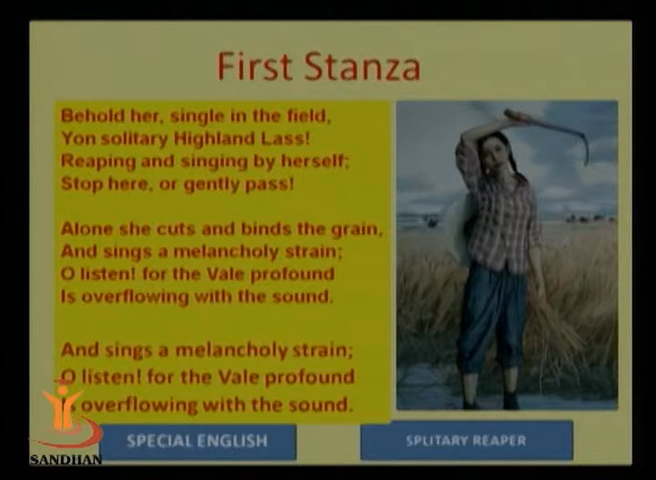 First Stanza
Behold her, single in the field,
Yon solitary Highland Lass!
Reaping and singing by herself;
Stop here, or gently pass!
Alone she cuts and binds the grain,
And sings a melancholy strain;
O listen! for the Vale profound
Is overflowing with the sound.
And sings a melancholy strain;
O listen! for the Vale profound
overflowing with the sound.
SPECIAL ENGLISH
SPLITARY REAPER
SANDHAN